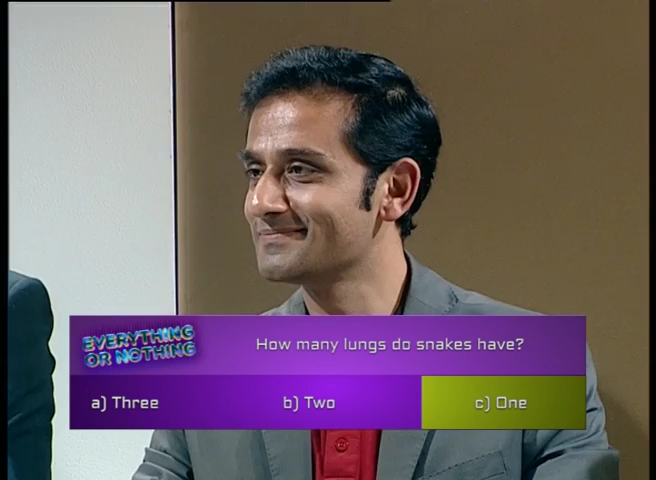 EVERYTHING
OR NOTHING
How many lungs do snakes have?
a) Three
b) Two
c) One